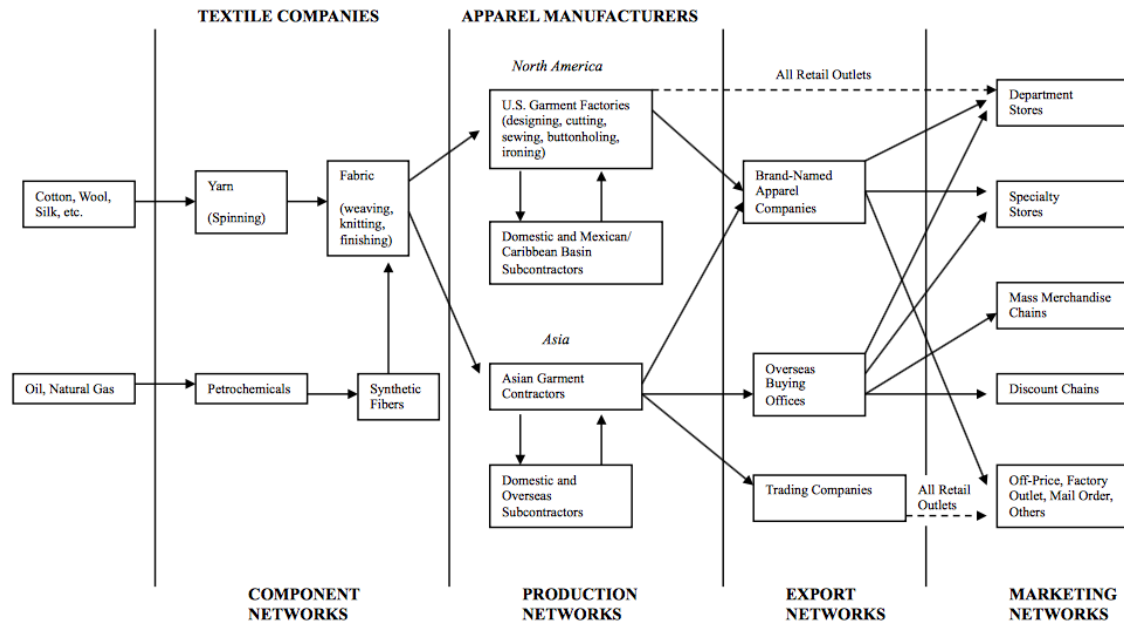 TEXTILE COMPANIES
APPAREL MANUFACTURERS
North America
All Retail Outlets
Cotton, Wool,
Silk, etc.
Yarn
(Spinning)
Fabric
(weaving,
knitting,
finishing)
U.S. Garment Factories
(designing, cutting,
sewing, buttonholing,
ironing)
Domestic and Mexican/
Caribbean Basin
Subcontractors
Brand-Named
Apparel
Companies
Department
Stores
Specialty
Stores
Mass Merchandise
Chains
Oil, Natural Gas
Petrochemicals
Synthetic
Fibers
Asia
Asian Garment
Contractors
Domestic and
Overseas
Subcontractors
Overseas
Buying
Offices
Trading Companies
All Retail
Outlets
Discount Chains
Off-Price, Factory
Outlet, Mail Order,
Others
COMPONENT
NETWORKS
PRODUCTION
NETWORKS
EXPORT
NETWORKS
MARKETING
NETWORKS